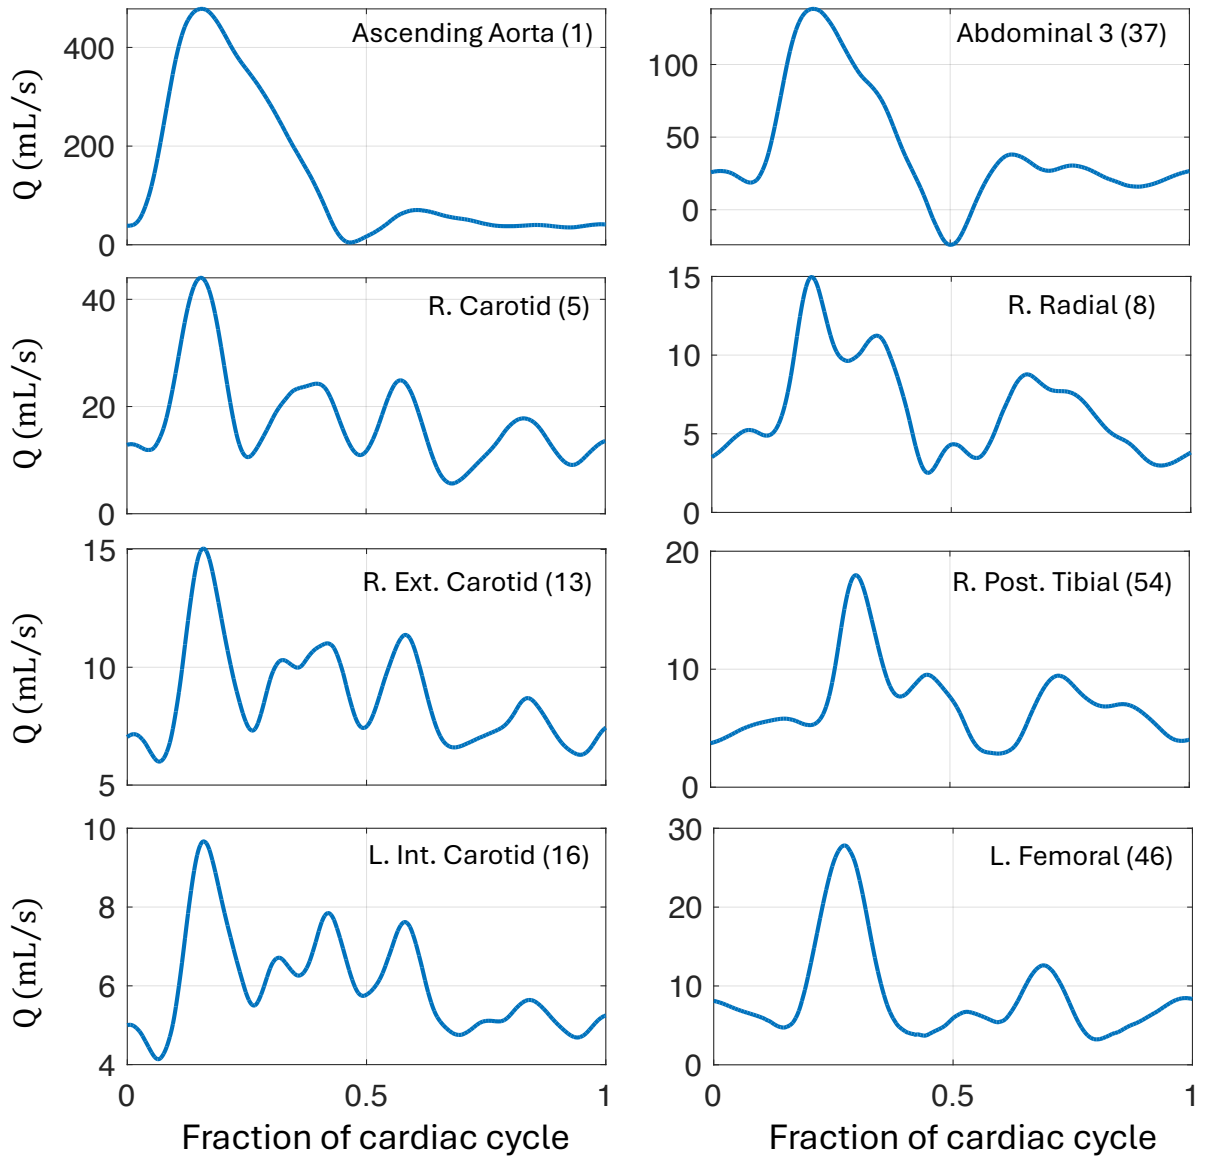 Ascending Aorta (1)
Q (mL/s)
400
200
0
Abdominal 3 (37)
100
50
0
R. Carotid (5)
Q (mL/s)
40
20
0
R. Radial (8)
15
10
5
0
R. Ext. Carotid (13)
Q (mL/s)
15
10
5
R. Post. Tibial (54)
20
10
0
L. Int. Carotid (16)
Q (mL/s)
10
8
6
4
0 0.5 1
Fraction of cardiac cycle
L. Femoral (46)
30
20
10
0
0 0.5 1
Fraction of cardiac cycle